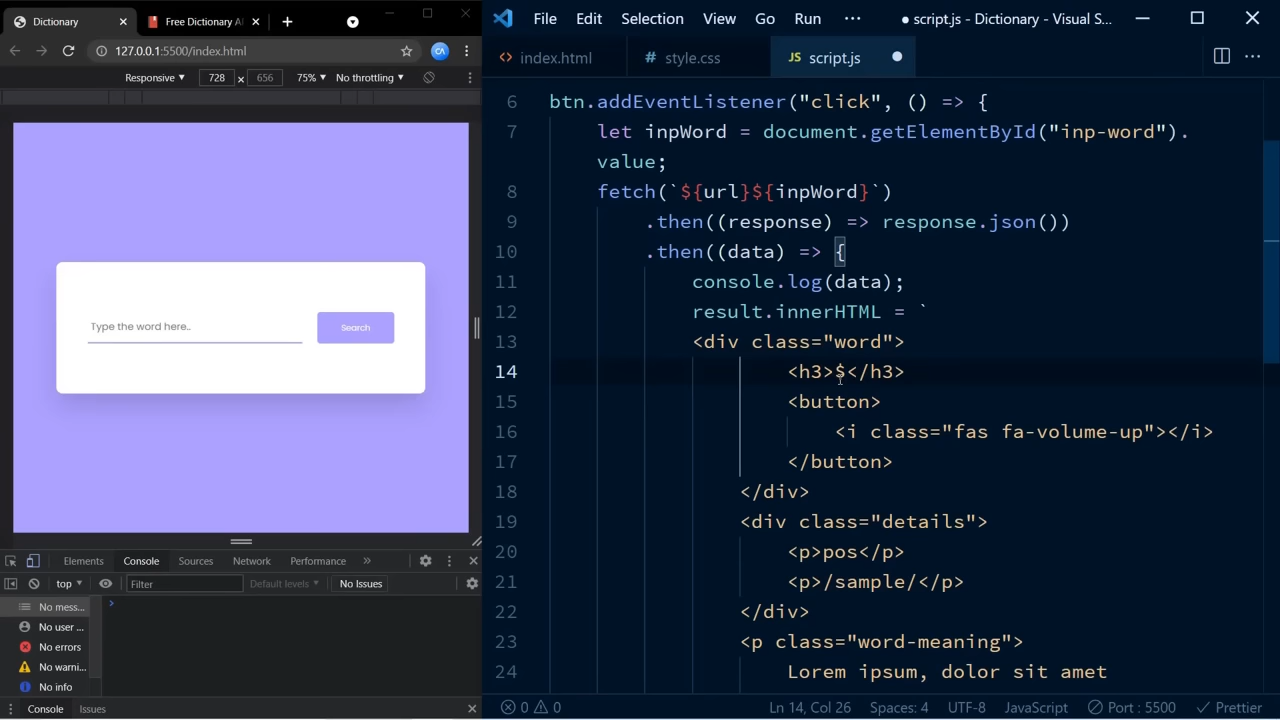 Dictionary
Free Dictionary A
127.0.0.1:5500/index.html
Responsive
728
×
656
75%
No throttling
Type the word here..
Search
Elements
Console
Sources
Network
Performance
»
top
Filter
Default levels
No Issues
No mess...
No user ...
No errors
No warni...
No info
Console
Issues
File Edit Selection View Go Run ··· ● script.js - Dictionary - Visual S...
<> index.html
# style.css
JS script.js
6 btn.addEventListener("click", () => {
7 let inpWord = document.getElementById("inp-word").
value;
8 fetch(`${url}${inpWord}`)
9 .then((response) => response.json())
10 .then((data) => {
11 console.log(data);
12 result.innerHTML = `
13 <div class="word">
14 <h3>$</h3>
15 <button>
16 <i class="fas fa-volume-up"></i>
17 </button>
18 </div>
19 <div class="details">
20 <p>pos</p>
21 <p>/sample/</p>
22 </div>
23 <p class="word-meaning">
24 Lorem ipsum, dolor sit amet
0 0
Ln 14, Col 26
Spaces: 4
UTF-8
JavaScript
Port : 5500
Prettier